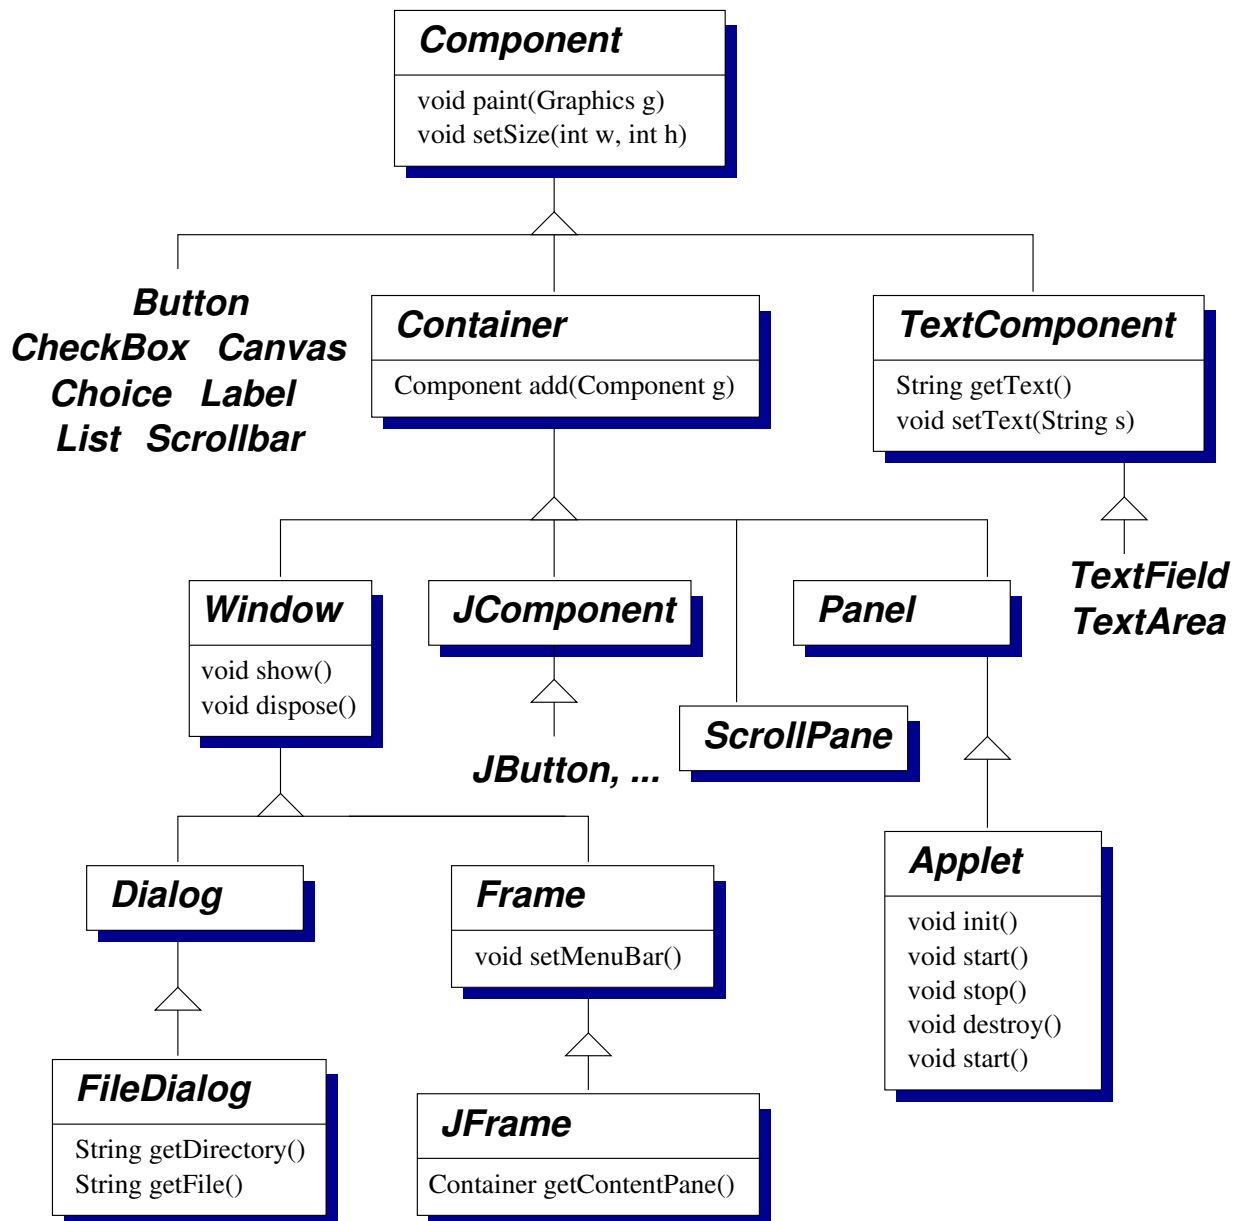 Component
void paint(Graphics g)
void setSize(int w, int h)
Button
CheckBox Canvas
Choice Label
List Scrollbar
Container
Component add(Component g)
TextComponent
String getText()
void setText(String s)
Window
void show()
void dispose()
JComponent
JButton, ...
ScrollPane
Panel
TextField
TextArea
Dialog
Frame
void setMenuBar()
Applet
void init()
void start()
void stop()
void destroy()
void start()
FileDialog
String getDirectory()
String getFile()
JFrame
Container getContentPane()